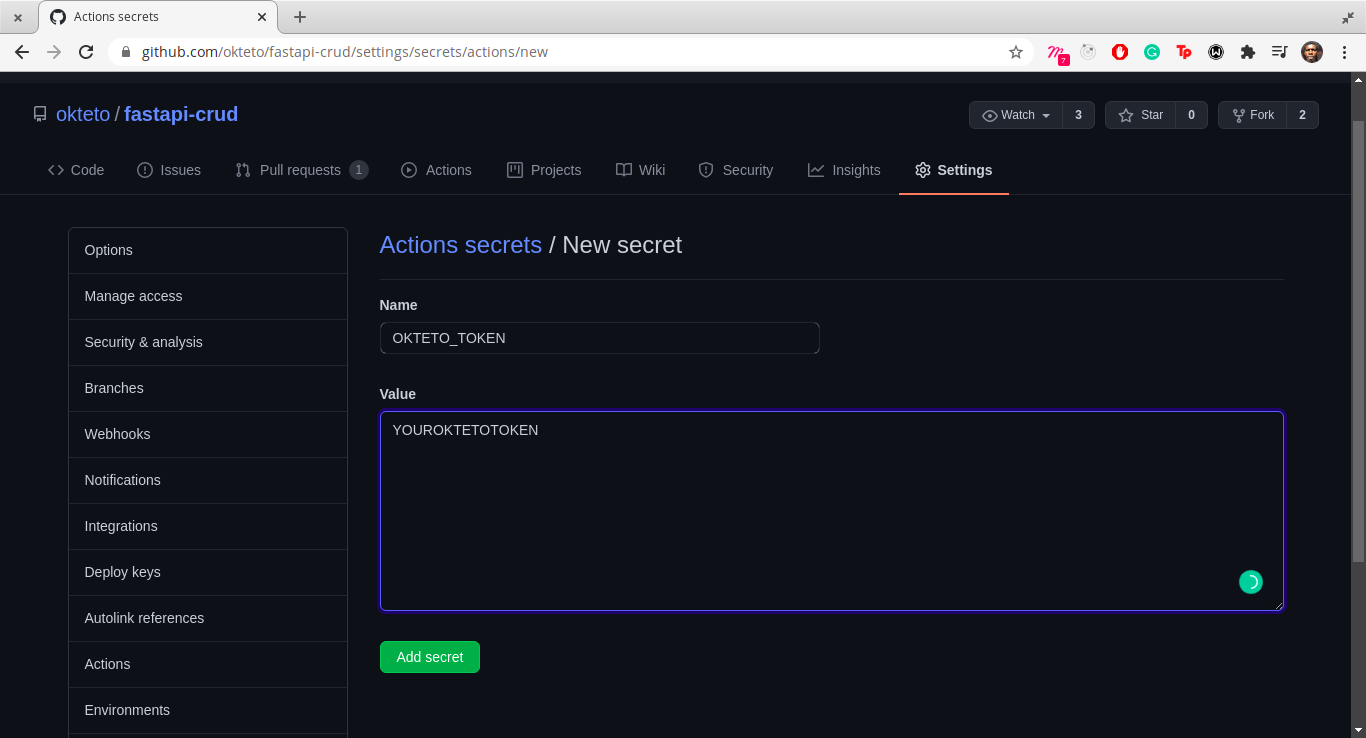 Actions secrets
github.com/okteto/fastapi-crud/settings/secrets/actions/new
7
okteto / fastapi-crud
Watch 3 Star 0 Fork 2
Code Issues Pull requests 1 Actions Projects Wiki Security Insights Settings
Options
Manage access
Security & analysis
Branches
Webhooks
Notifications
Integrations
Deploy keys
Autolink references
Actions
Environments
Actions secrets / New secret
Name
OKTETO_TOKEN
Value
YOUROKTETOTOKEN
Add secret